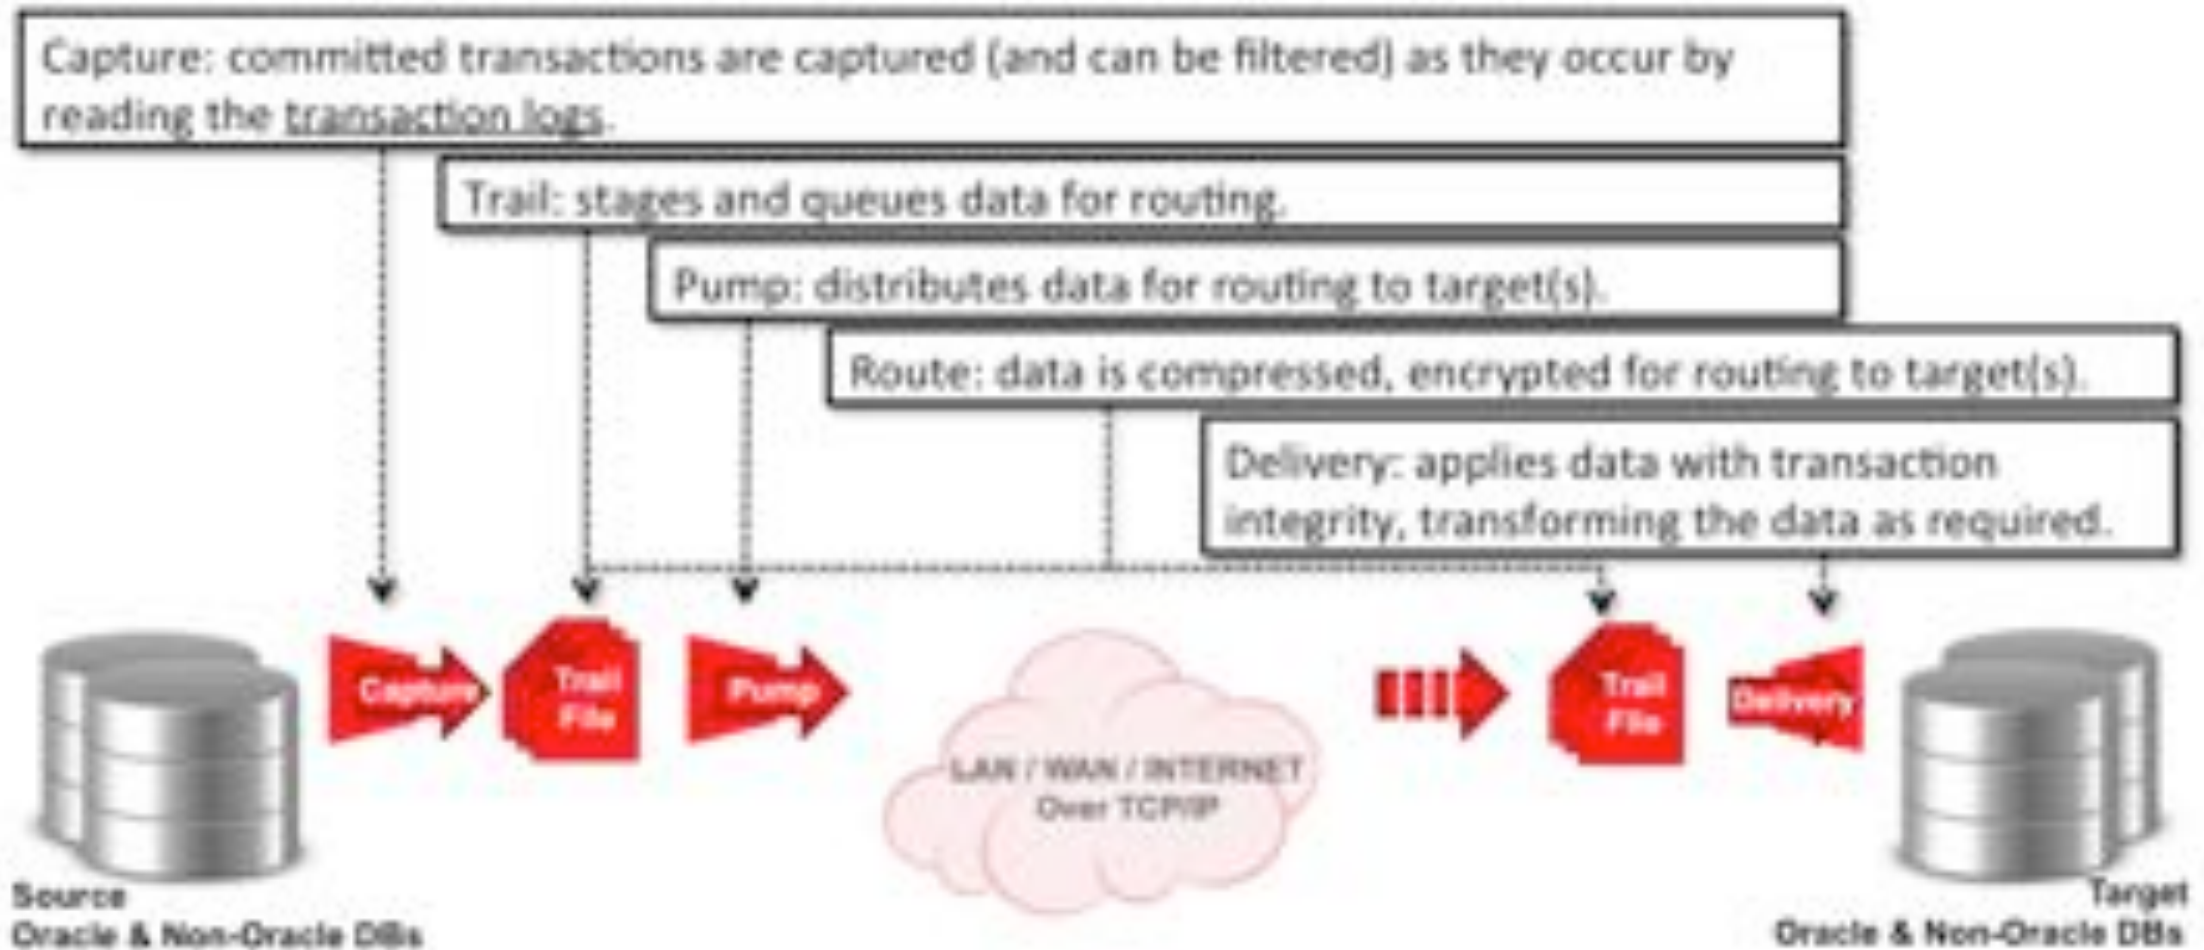 Capture: committed transactions are captured (and can be filtered) as they occur by
reading the transaction logs.
Trail: stages and queues data for routing.
Pump: distributes data for routing to target(s).
Route: data is compressed, encrypted for routing to target(s).
Delivery: applies data with transaction
integrity, transforming the data as required.
Capture
Trail
File
Pump
LAN / WAN / INTERNET
Over TCP/IP
Trail
File
Delivery
Source
Oracle & Non-Oracle DBs
Target
Oracle & Non-Oracle DBs